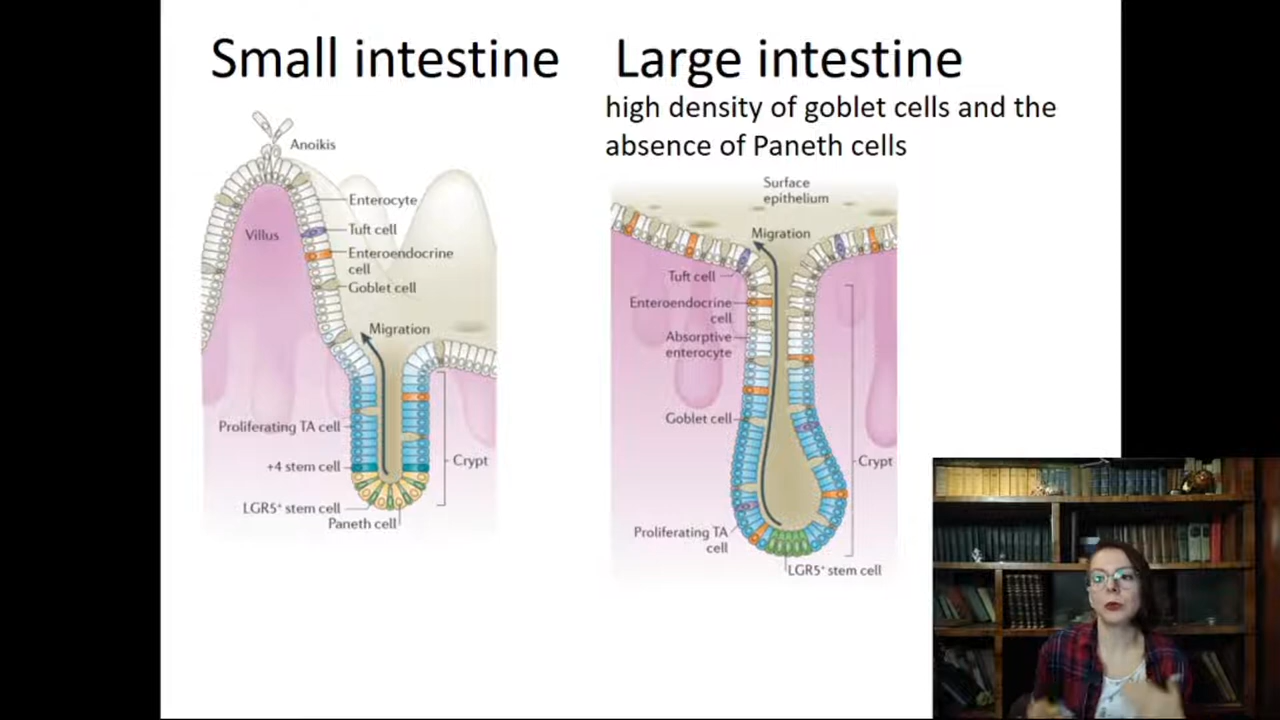 Small intestine
Large intestine
high density of goblet cells and the
absence of Paneth cells
Anoikis
Enterocyte
Villus
Tuft cell
Enteroendocrine
cell
Goblet cell
Migration
Proliferating TA cell
+4 stem cell
Crypt
LGR5⁺ stem cell
Paneth cell
Surface
epithelium
Migration
Tuft cell
Enteroendocrine
cell
Absorptive
enterocyte
Goblet cell
Crypt
Proliferating TA
cell
LGR5⁺ stem cell